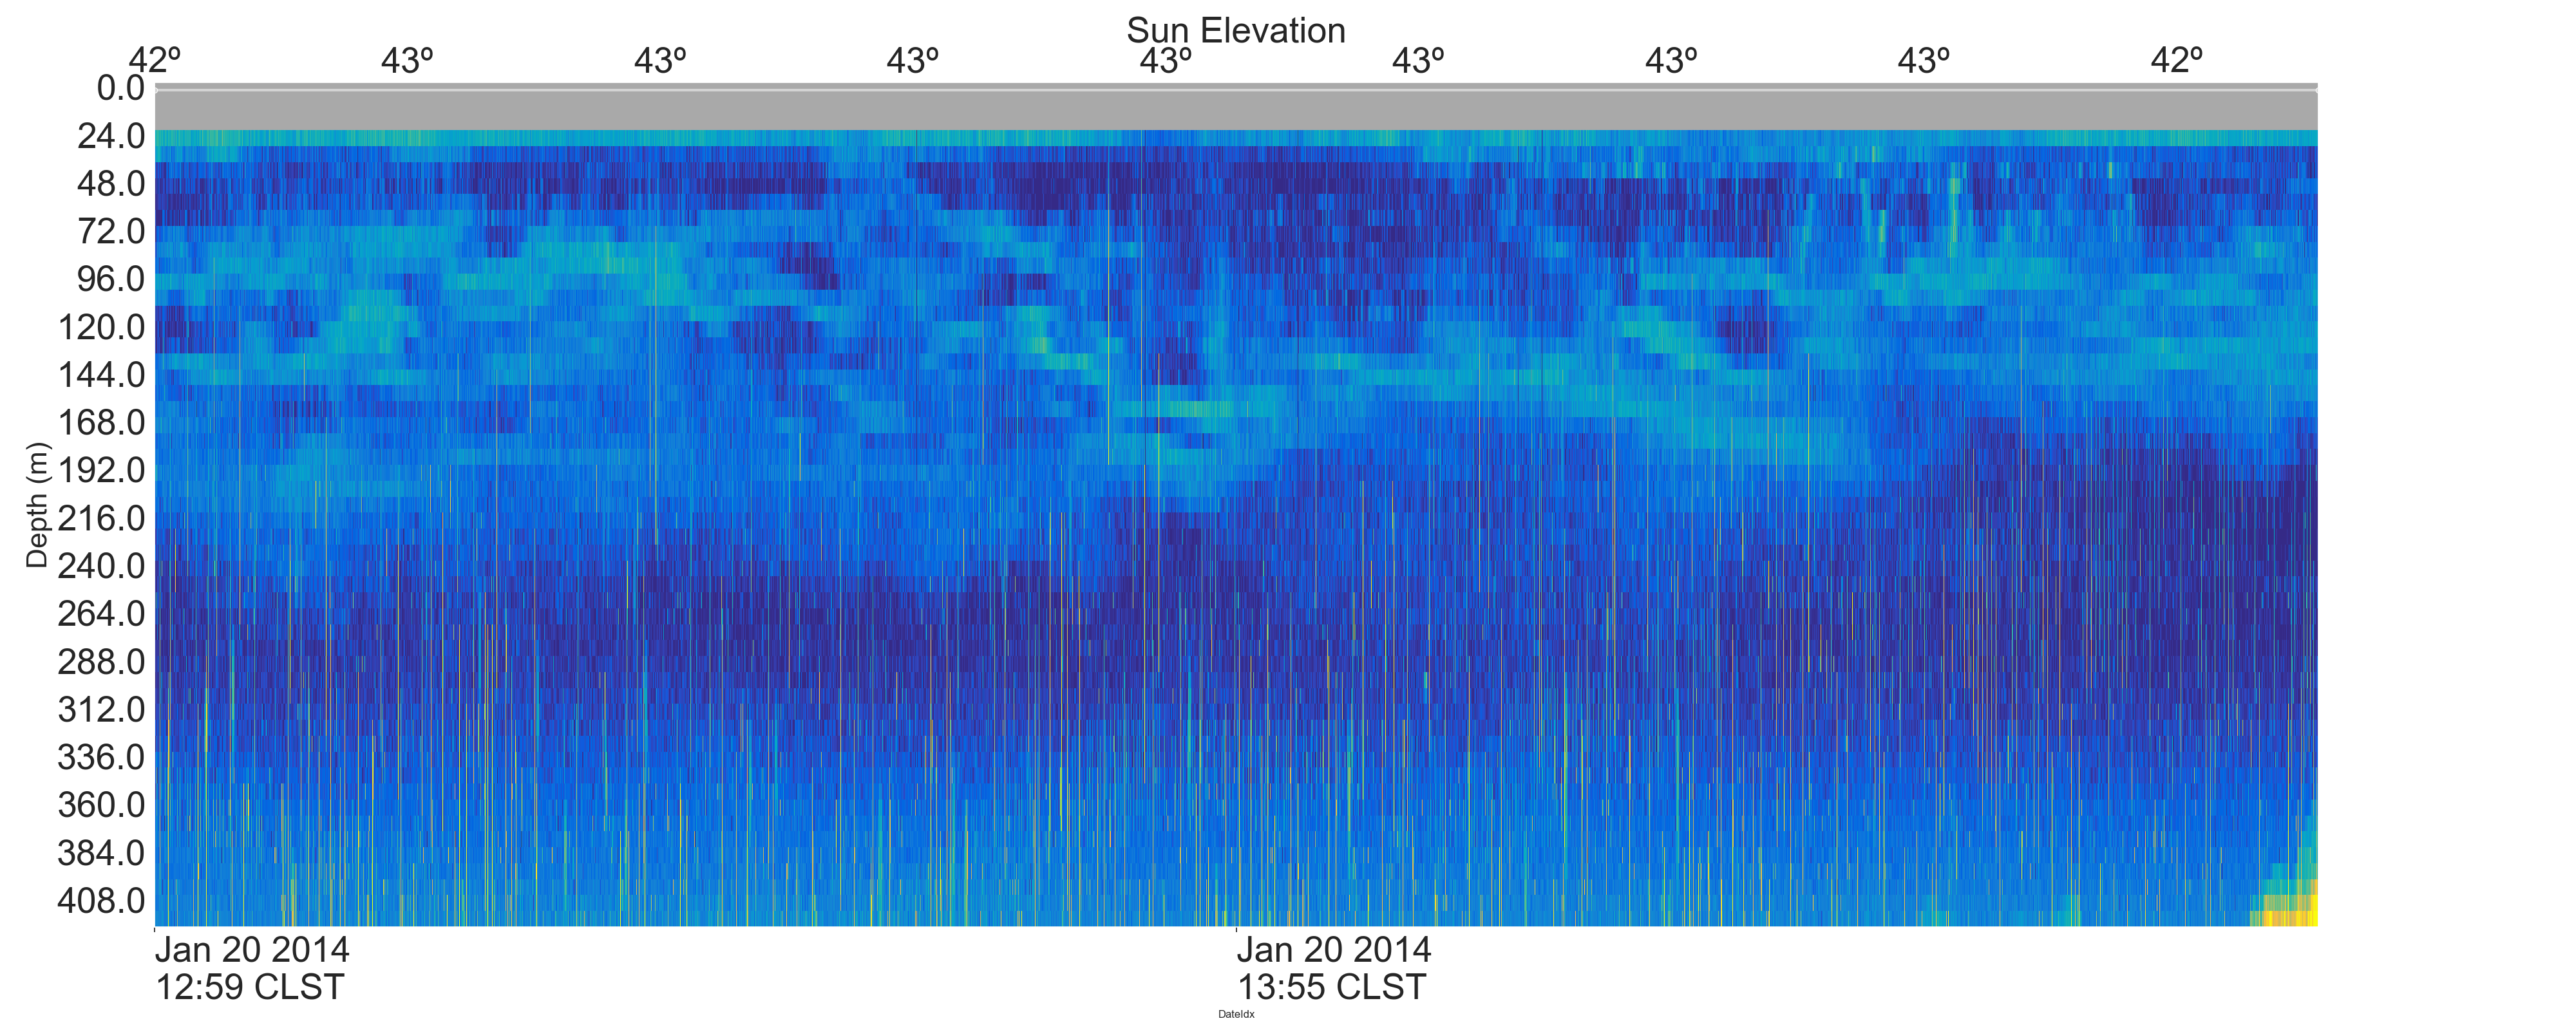 Sun Elevation
42º 43º 43º 43º 43º 43º 43º 43º 42º
0.0
24.0
48.0
72.0
96.0
120.0
144.0
168.0
192.0
216.0
240.0
264.0
288.0
312.0
336.0
360.0
384.0
408.0
Depth (m)
Jan 20 2014
12:59 CLST
Jan 20 2014
13:55 CLST
DateIdx